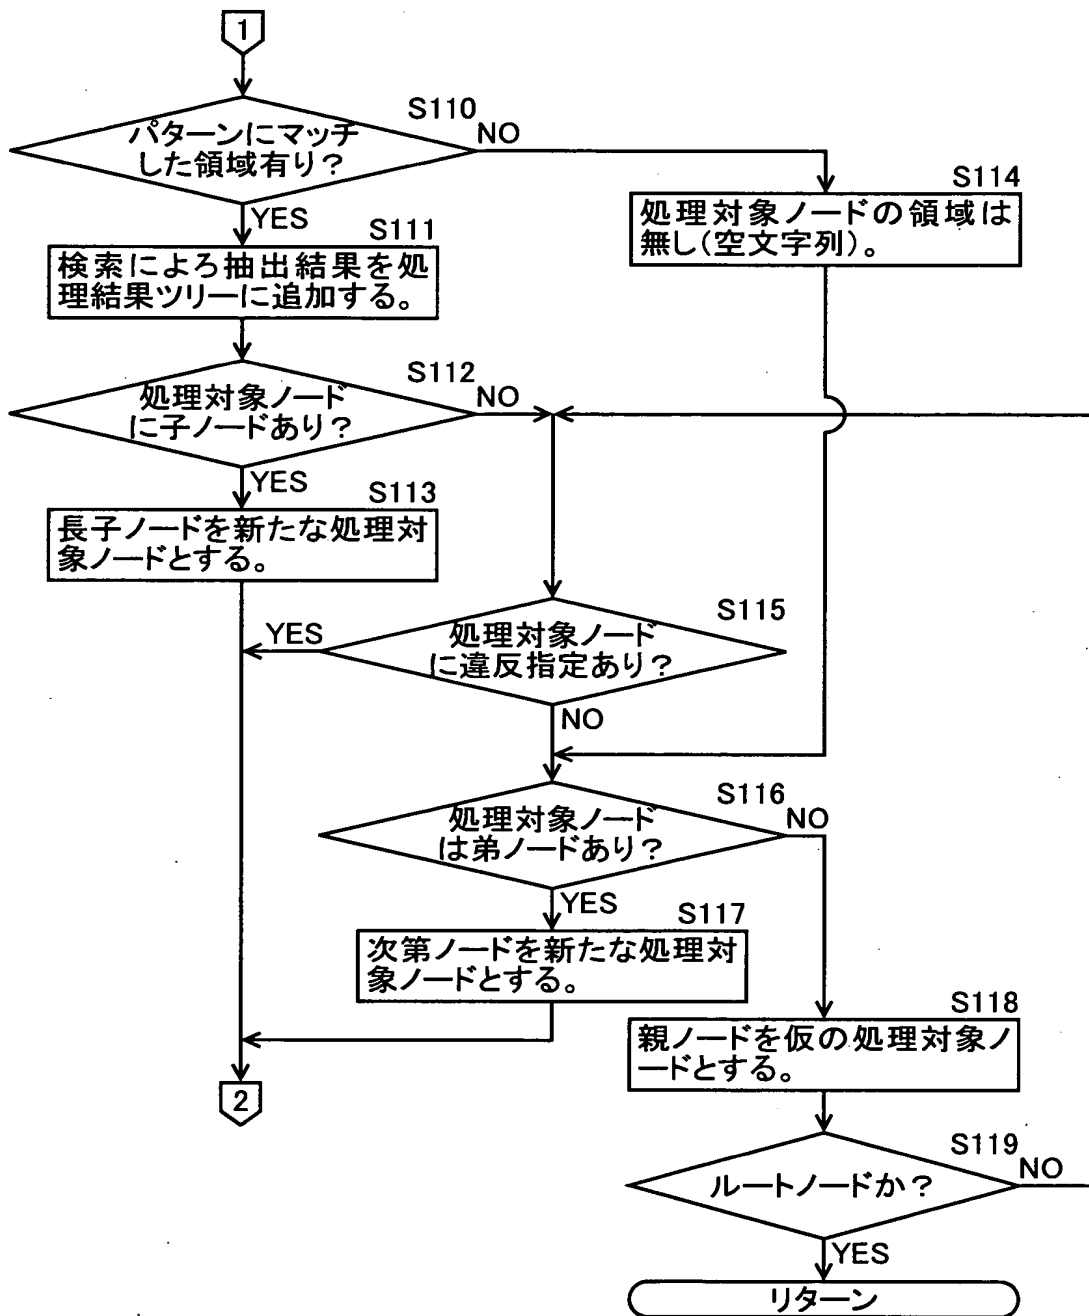 1
S110
パターンにマッチ
した領域有り?
NO
YES
S111
検索によろ抽出結果を処
理結果ツリーに追加する。
S114
処理対象ノードの領域は
無し(空文字列)。
S112
処理対象ノード
に子ノードあり?
NO
YES
S113
長子ノードを新たな処理対
象ノードとする。
S115
処理対象ノード
に違反指定あり?
YES
NO
S116
処理対象ノード
は弟ノードあり?
NO
YES
S117
次第ノードを新たな処理対
象ノードとする。
S118
親ノードを仮の処理対象ノ
ードとする。
2
S119
ルートノードか?
NO
YES
リターン